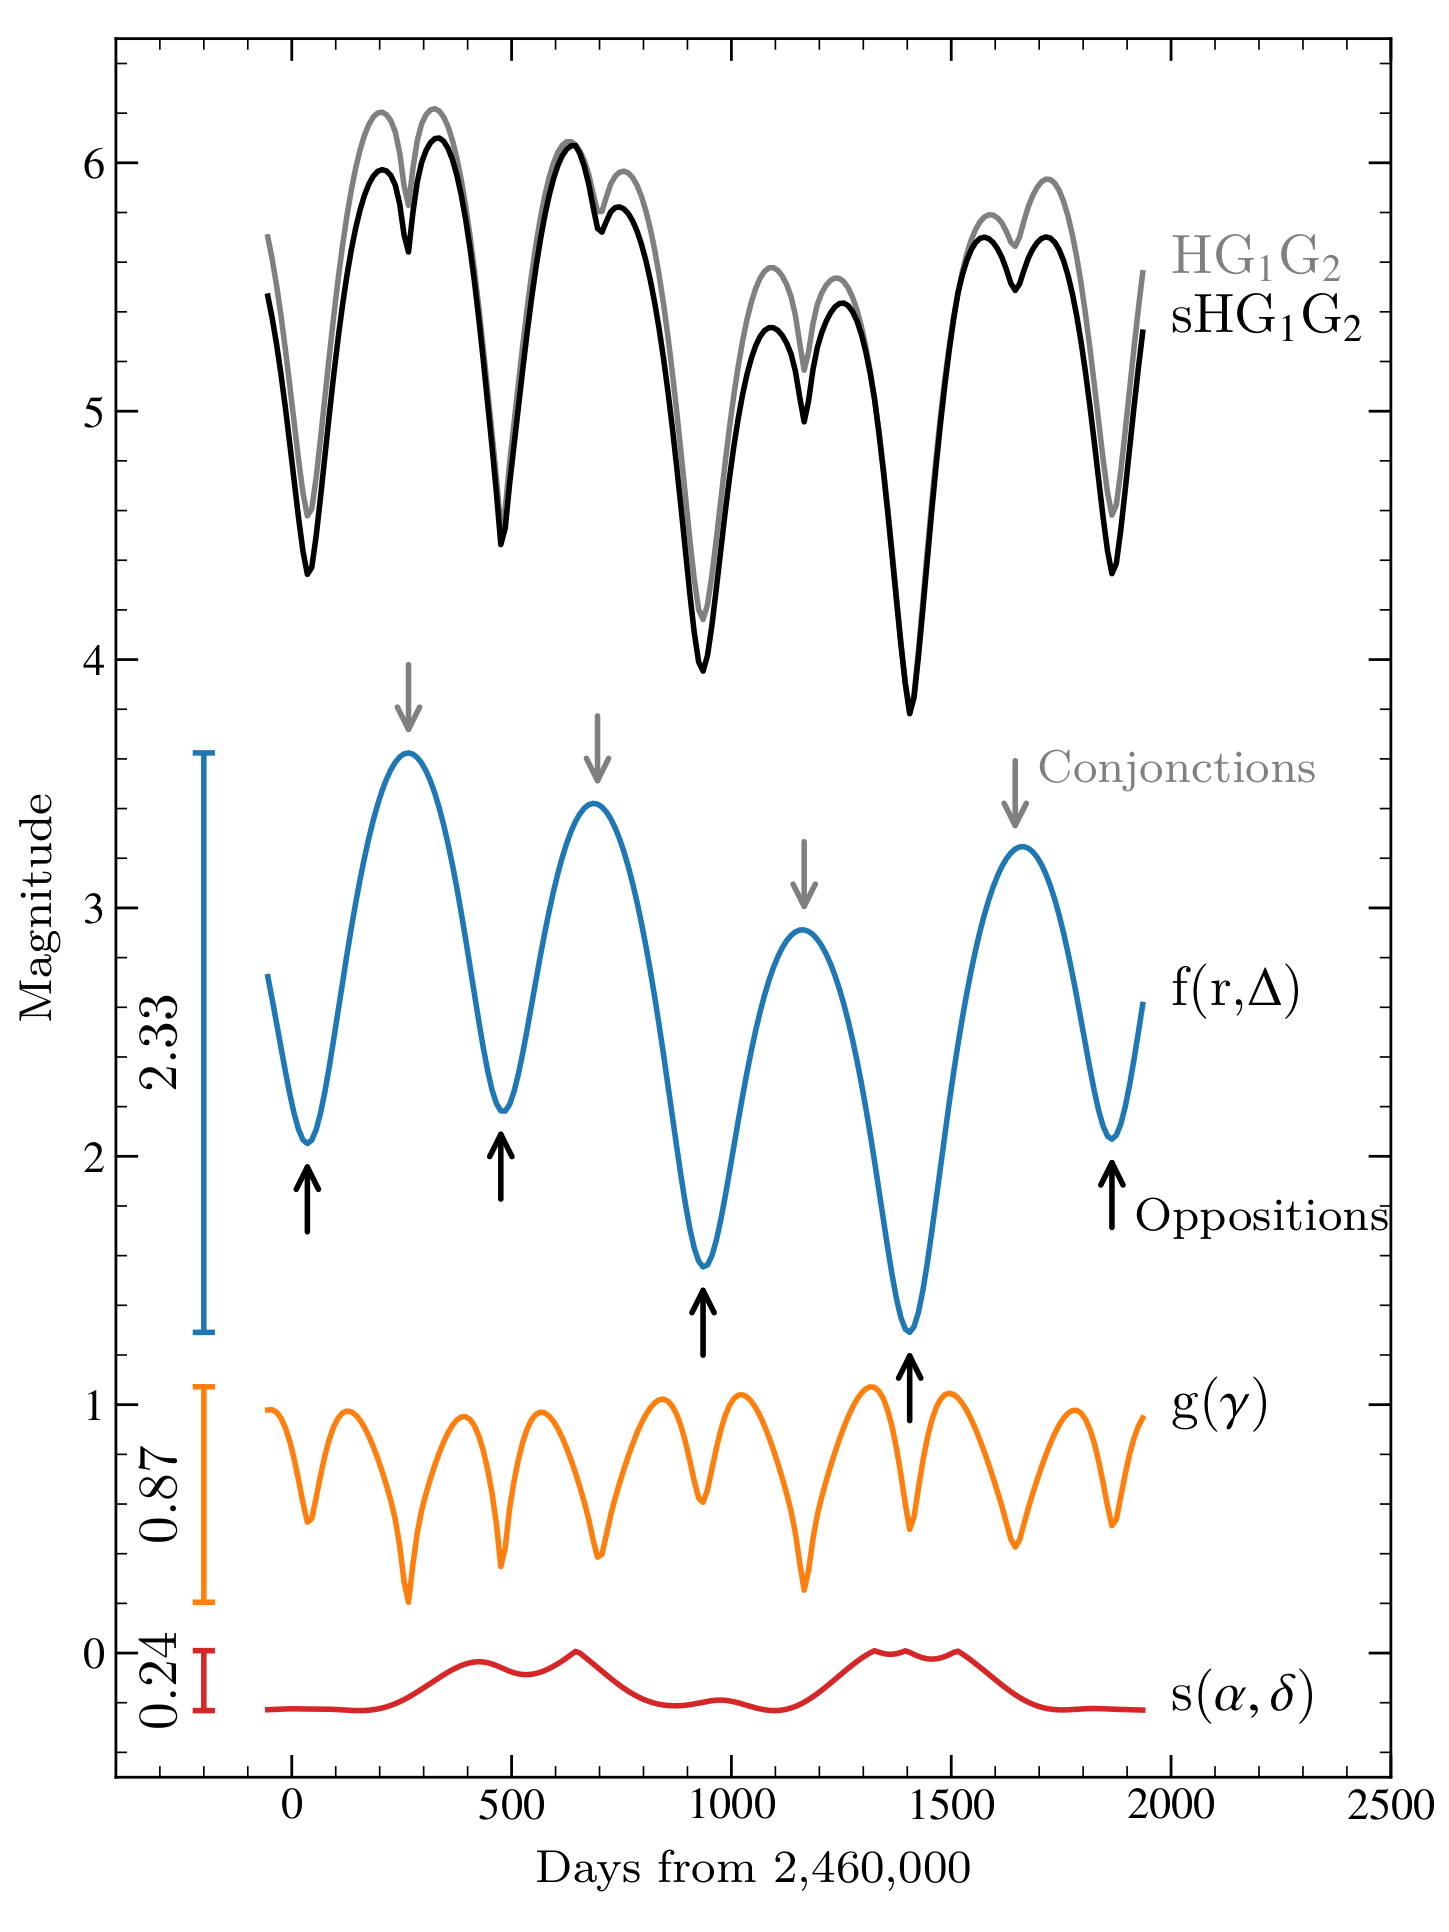 6
HG₁G₂
sHG₁G₂
5
4
Conjonctions
3
Magnitude
f(r,Δ)
2.33
2
Oppositions
1
g(γ)
0.87
0
s(α, δ)
0.24
0 500 1000 1500 2000 2500
Days from 2,460,000